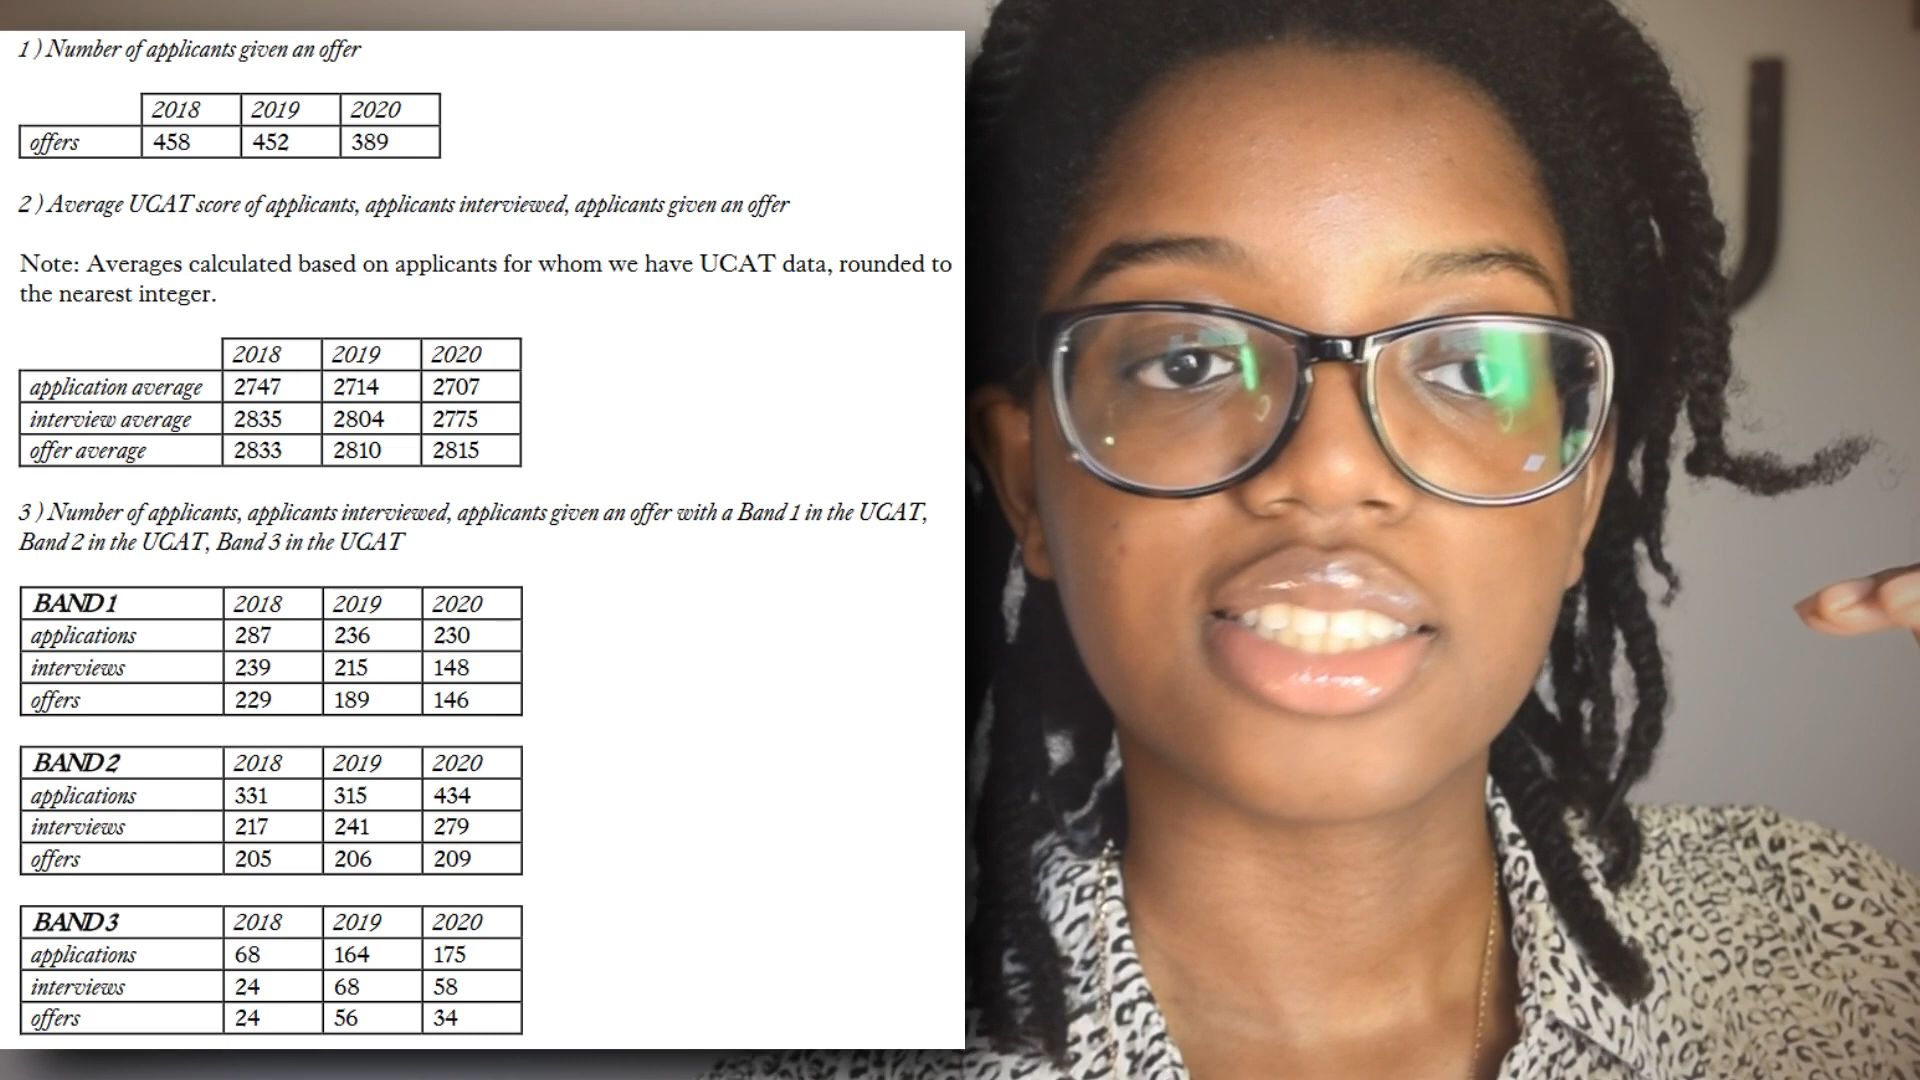 1 ) Number of applicants given an offer
2018 2019 2020
offers 458 452 389
2 ) Average UCAT score of applicants, applicants interviewed, applicants given an offer
Note: Averages calculated based on applicants for whom we have UCAT data, rounded to
the nearest integer.
2018 2019 2020
application average 2747 2714 2707
interview average 2835 2804 2775
offer average 2833 2810 2815
3 ) Number of applicants, applicants interviewed, applicants given an offer with a Band 1 in the UCAT,
Band 2 in the UCAT, Band 3 in the UCAT
BAND 1 2018 2019 2020
applications 287 236 230
interviews 239 215 148
offers 229 189 146
BAND 2 2018 2019 2020
applications 331 315 434
interviews 217 241 279
offers 205 206 209
BAND 3 2018 2019 2020
applications 68 164 175
interviews 24 68 58
offers 24 56 34